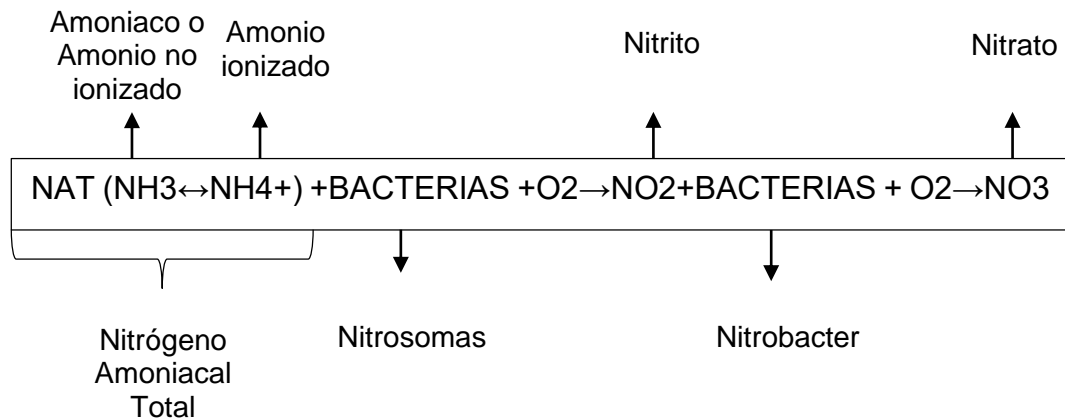 Amoniaco o
Amonio no
ionizado
Amonio
ionizado
Nitrito
Nitrato
NAT (NH3↔NH4+) +BACTERIAS +O2→NO2+BACTERIAS + O2→NO3
Nitrógeno
Amoniacal
Total
Nitrosomas
Nitrobacter